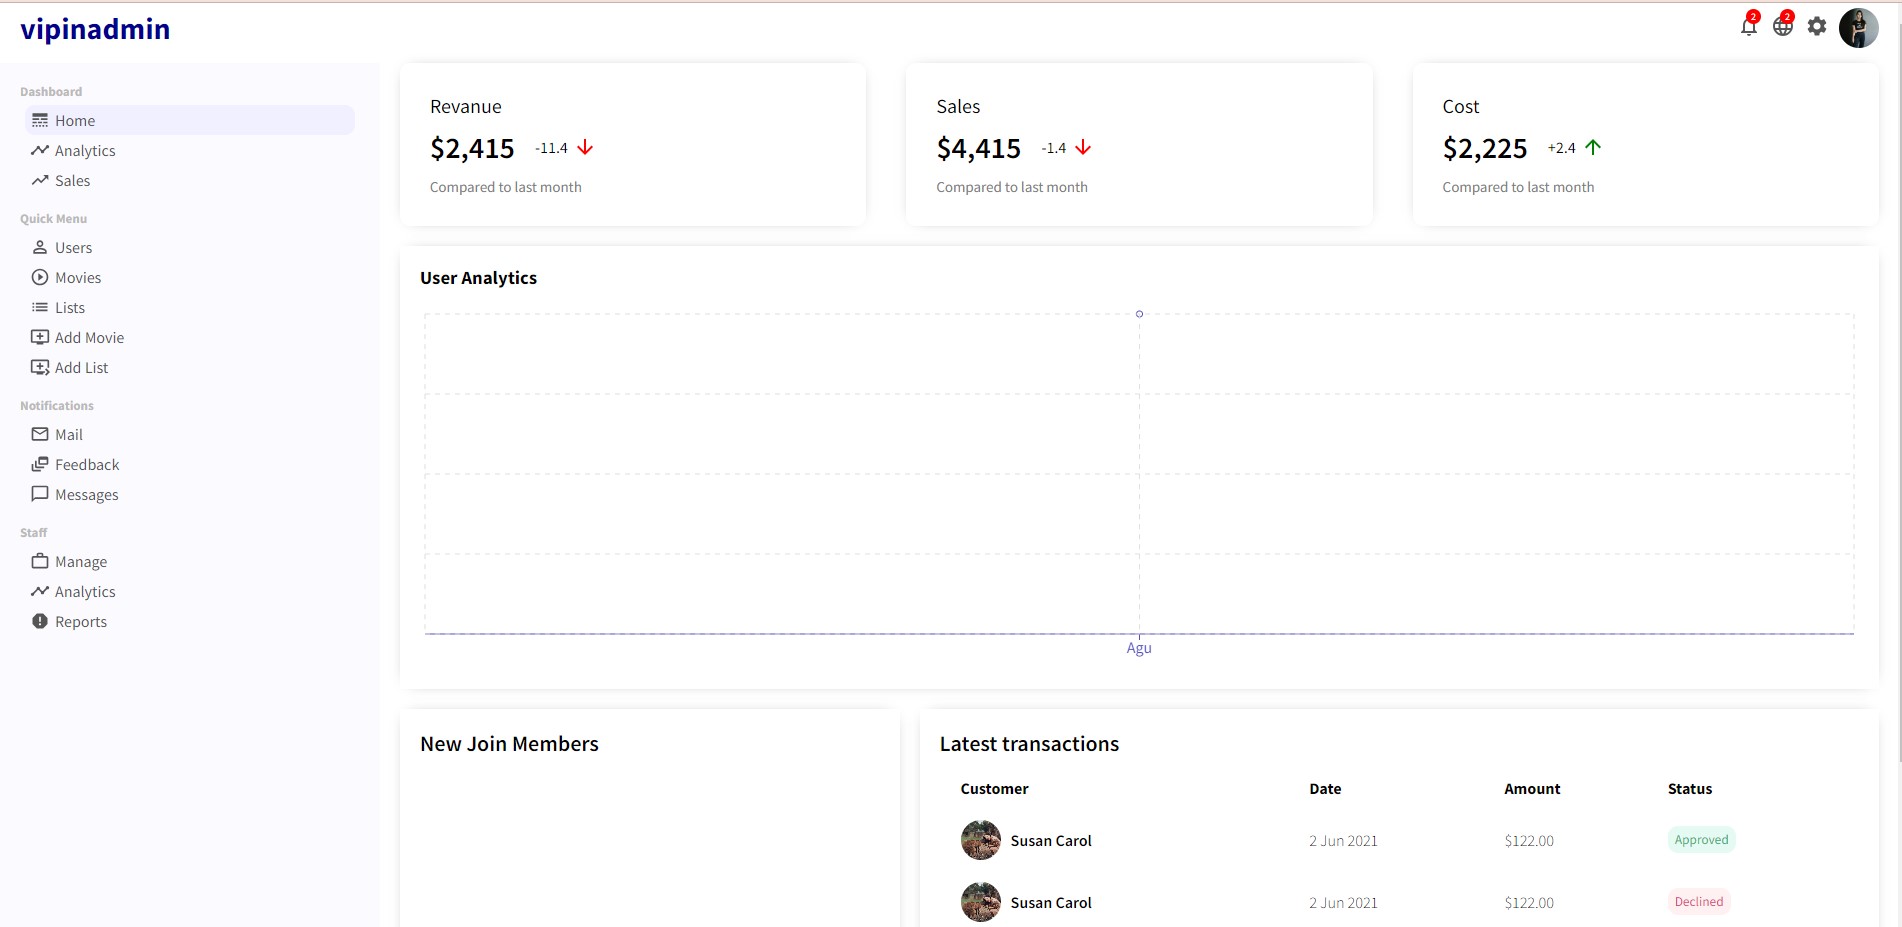 vipinadmin
2
2
Dashboard
Home
Analytics
Sales
Quick Menu
Users
Movies
Lists
Add Movie
Add List
Notifications
Mail
Feedback
Messages
Staff
Manage
Analytics
Reports
Revanue
$2,415 -11.4
Compared to last month
Sales
$4,415 -1.4
Compared to last month
Cost
$2,225 +2.4
Compared to last month
User Analytics
Agu
New Join Members
Latest transactions
Customer Date Amount Status
Susan Carol 2 Jun 2021 $122.00 Approved
Susan Carol 2 Jun 2021 $122.00 Declined